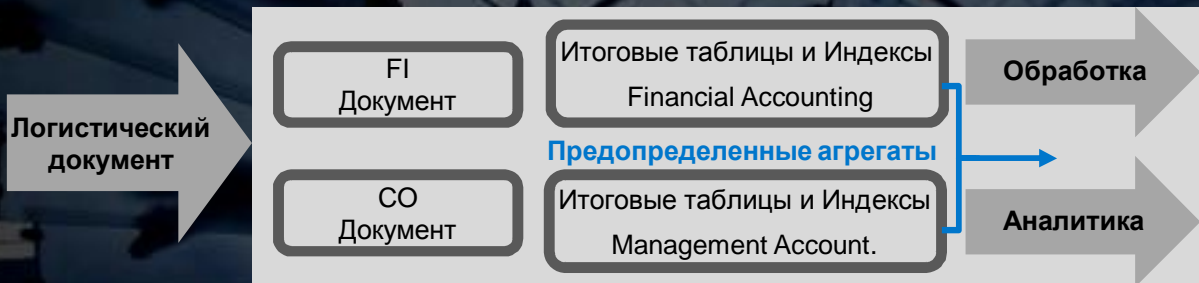 Логистический
документ
FI
Документ
Итоговые таблицы и Индексы
Financial Accounting
Предопределенные агрегаты
CO
Документ
Итоговые таблицы и Индексы
Management Account.
Обработка
Аналитика